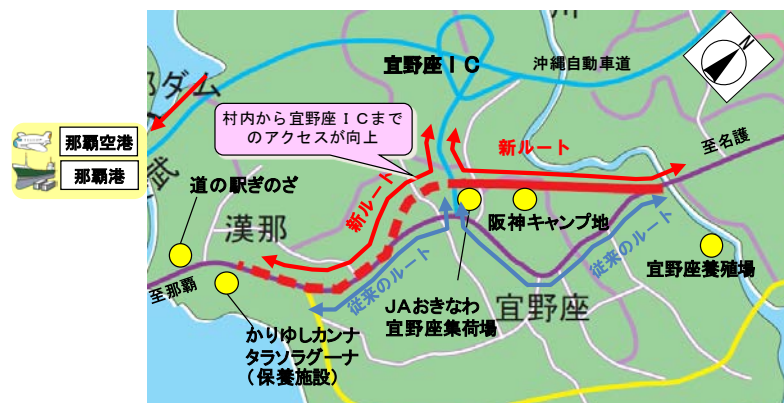 宜野座IC
沖縄自動車道
N
川
那ダム
武
那覇空港
那覇港
村内から宜野座ICまで
のアクセスが向上
新ルート
至名護
道の駅ぎのざ
漢那
新ルート
阪神キャンプ地
宜野座養殖場
至那覇
従来のルート
従来のルート
かりゆしカンナ
タラソラグーナ
(保養施設)
JAおきなわ
宜野座集荷場
宜野座